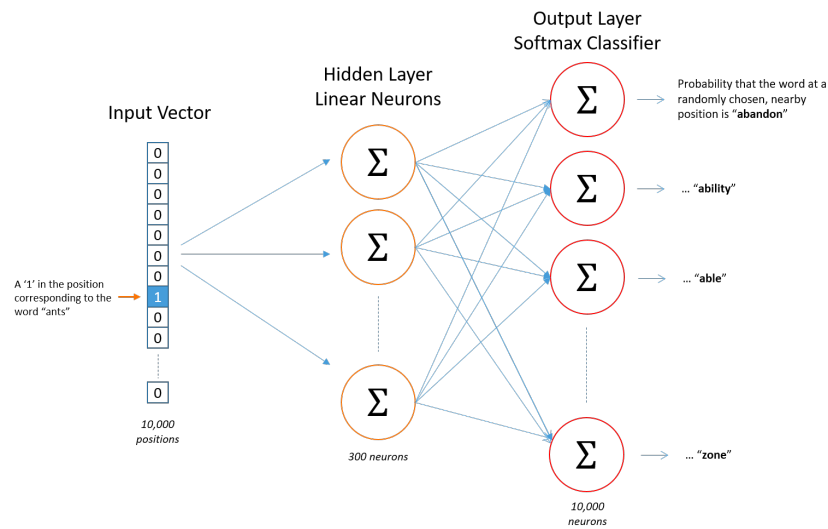 Output Layer
Softmax Classifier
Hidden Layer
Linear Neurons
Input Vector
0
0
0
0
0
0
0
1
0
0
0
A ‘1’ in the position
corresponding to the
word “ants”
10,000
positions
Σ
Σ
Σ
300 neurons
Σ
Σ
Σ
Σ
10,000
neurons
Probability that the word at a
randomly chosen, nearby
position is “abandon”
... “ability”
... “able”
... “zone”